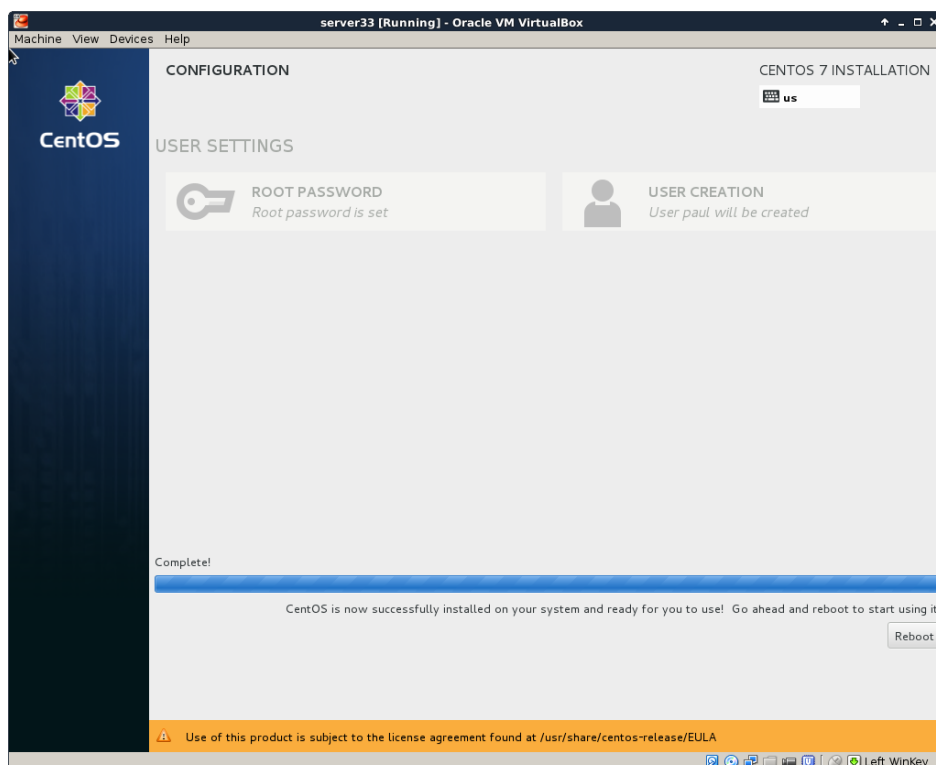 server33 [Running] - Oracle VM VirtualBox
Machine View Devices Help
CONFIGURATION
CENTOS 7 INSTALLATION
us
CentOS
USER SETTINGS
ROOT PASSWORD
Root password is set
USER CREATION
User paul will be created
Complete!
CentOS is now successfully installed on your system and ready for you to use! Go ahead and reboot to start using it
Reboot
Use of this product is subject to the license agreement found at /usr/share/centos-release/EULA
Left WinKey